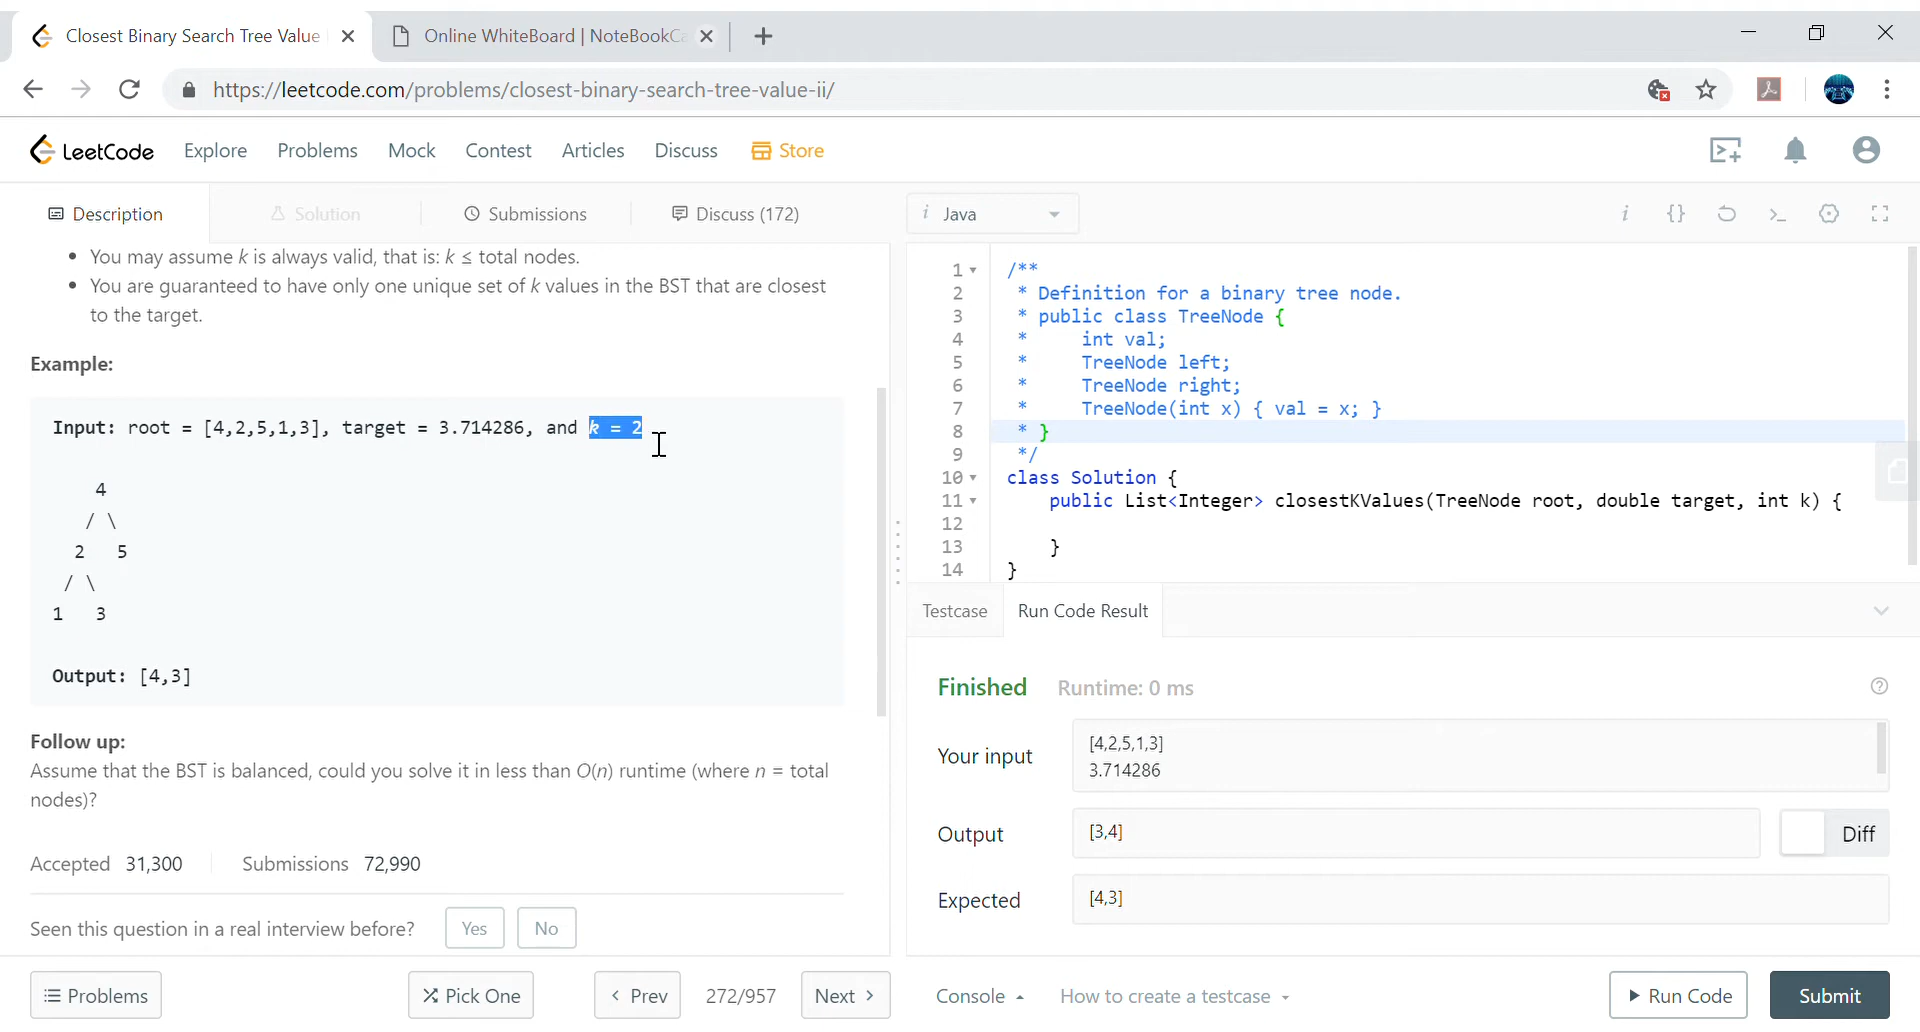 Closest Binary Search Tree Value
Online WhiteBoard | NoteBookCa
https://leetcode.com/problems/closest-binary-search-tree-value-ii/
LeetCode Explore Problems Mock Contest Articles Discuss Store
Description Solution Submissions Discuss (172)
i Java
• You may assume k is always valid, that is: k ≤ total nodes.
• You are guaranteed to have only one unique set of k values in the BST that are closest
to the target.
Example:
Input: root = [4,2,5,1,3], target = 3.714286, and k = 2
4
/ \
2 5
/ \
1 3
Output: [4,3]
Follow up:
Assume that the BST is balanced, could you solve it in less than O(n) runtime (where n = total
nodes)?
Accepted 31,300 Submissions 72,990
Seen this question in a real interview before? Yes No
Problems Pick One < Prev 272/957 Next >
1 /**
2 * Definition for a binary tree node.
3 * public class TreeNode {
4 * int val;
5 * TreeNode left;
6 * TreeNode right;
7 * TreeNode(int x) { val = x; }
8 * }
9 */
10 class Solution {
11 public List<Integer> closestKValues(TreeNode root, double target, int k) {
12
13 }
14 }
Testcase Run Code Result
Finished Runtime: 0 ms
Your input
[4,2,5,1,3]
3.714286
Output [3,4] Diff
Expected [4,3]
Console How to create a testcase Run Code Submit